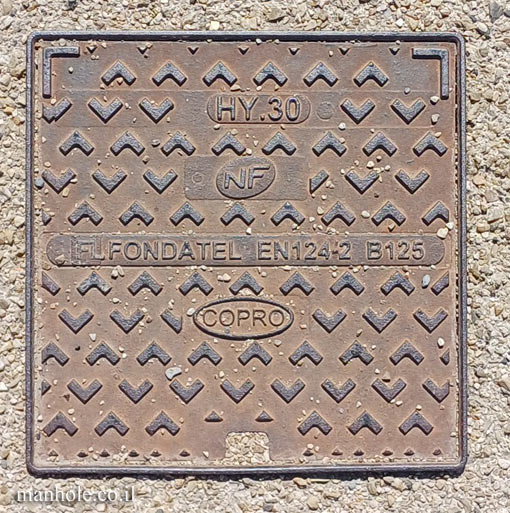 HY.30
NF
FONDATEL EN124-2 B125
COPRO
manhole.co.il